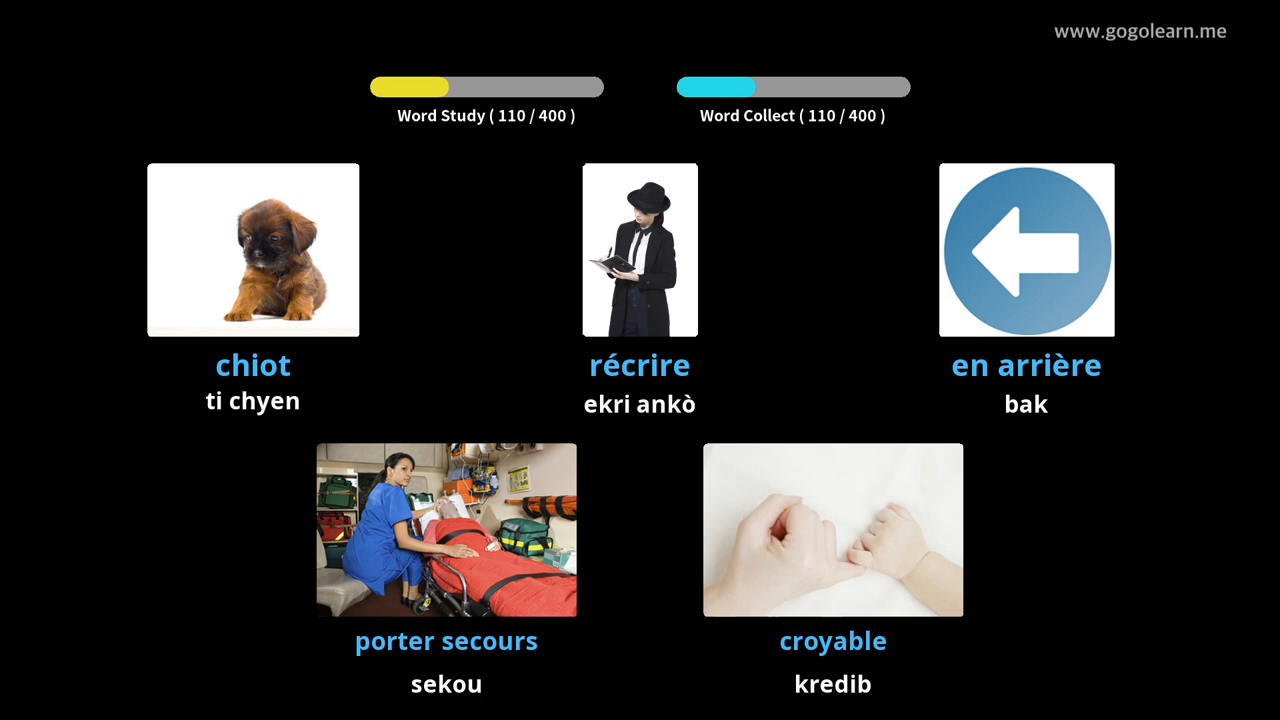 www.gogolearn.me
Word Study ( 110 / 400 )
Word Collect ( 110 / 400 )
chiot
ti chyen
récrire
ekri ankò
en arrière
bak
porter secours
sekou
croyable
kredib